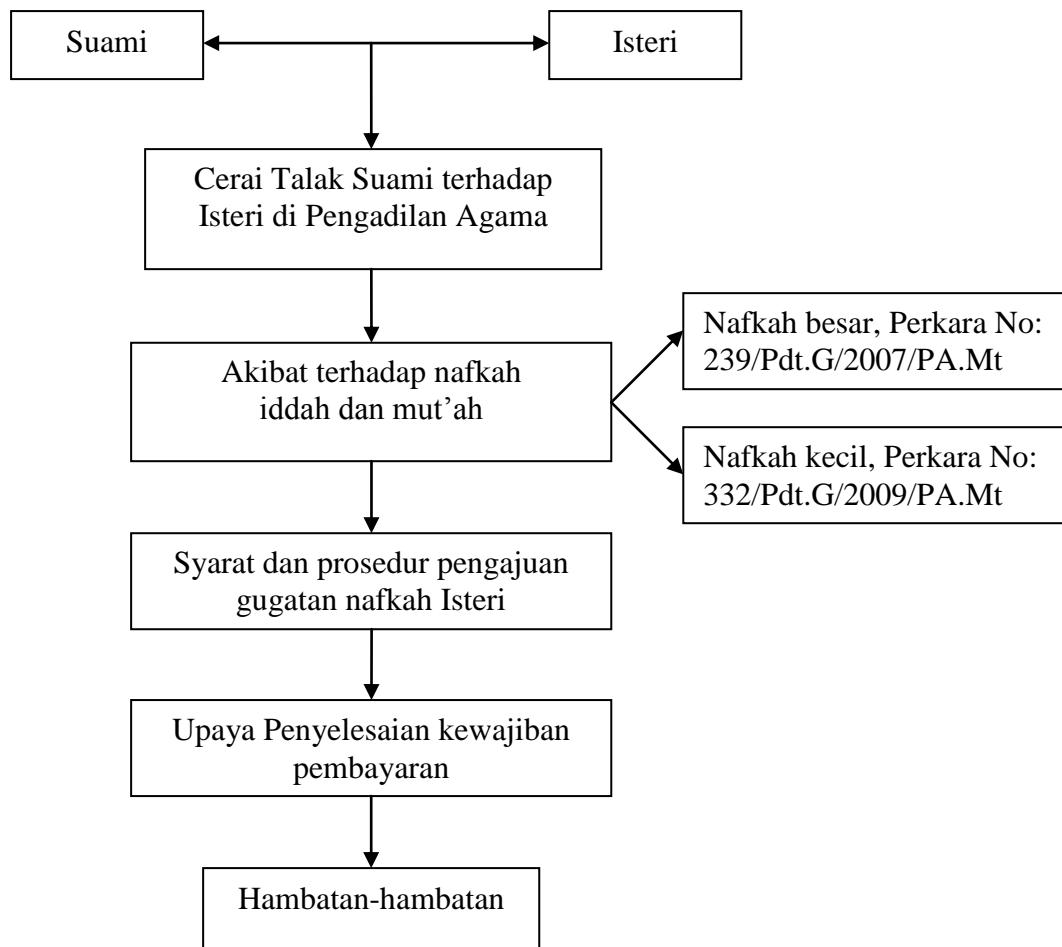 Suami
Isteri
Cerai Talak Suami terhadap
Isteri di Pengadilan Agama
Akibat terhadap nafkah
iddah dan mut’ah
Nafkah besar, Perkara No:
239/Pdt.G/2007/PA.Mt
Nafkah kecil, Perkara No:
332/Pdt.G/2009/PA.Mt
Syarat dan prosedur pengajuan
gugatan nafkah Isteri
Upaya Penyelesaian kewajiban
pembayaran
Hambatan-hambatan